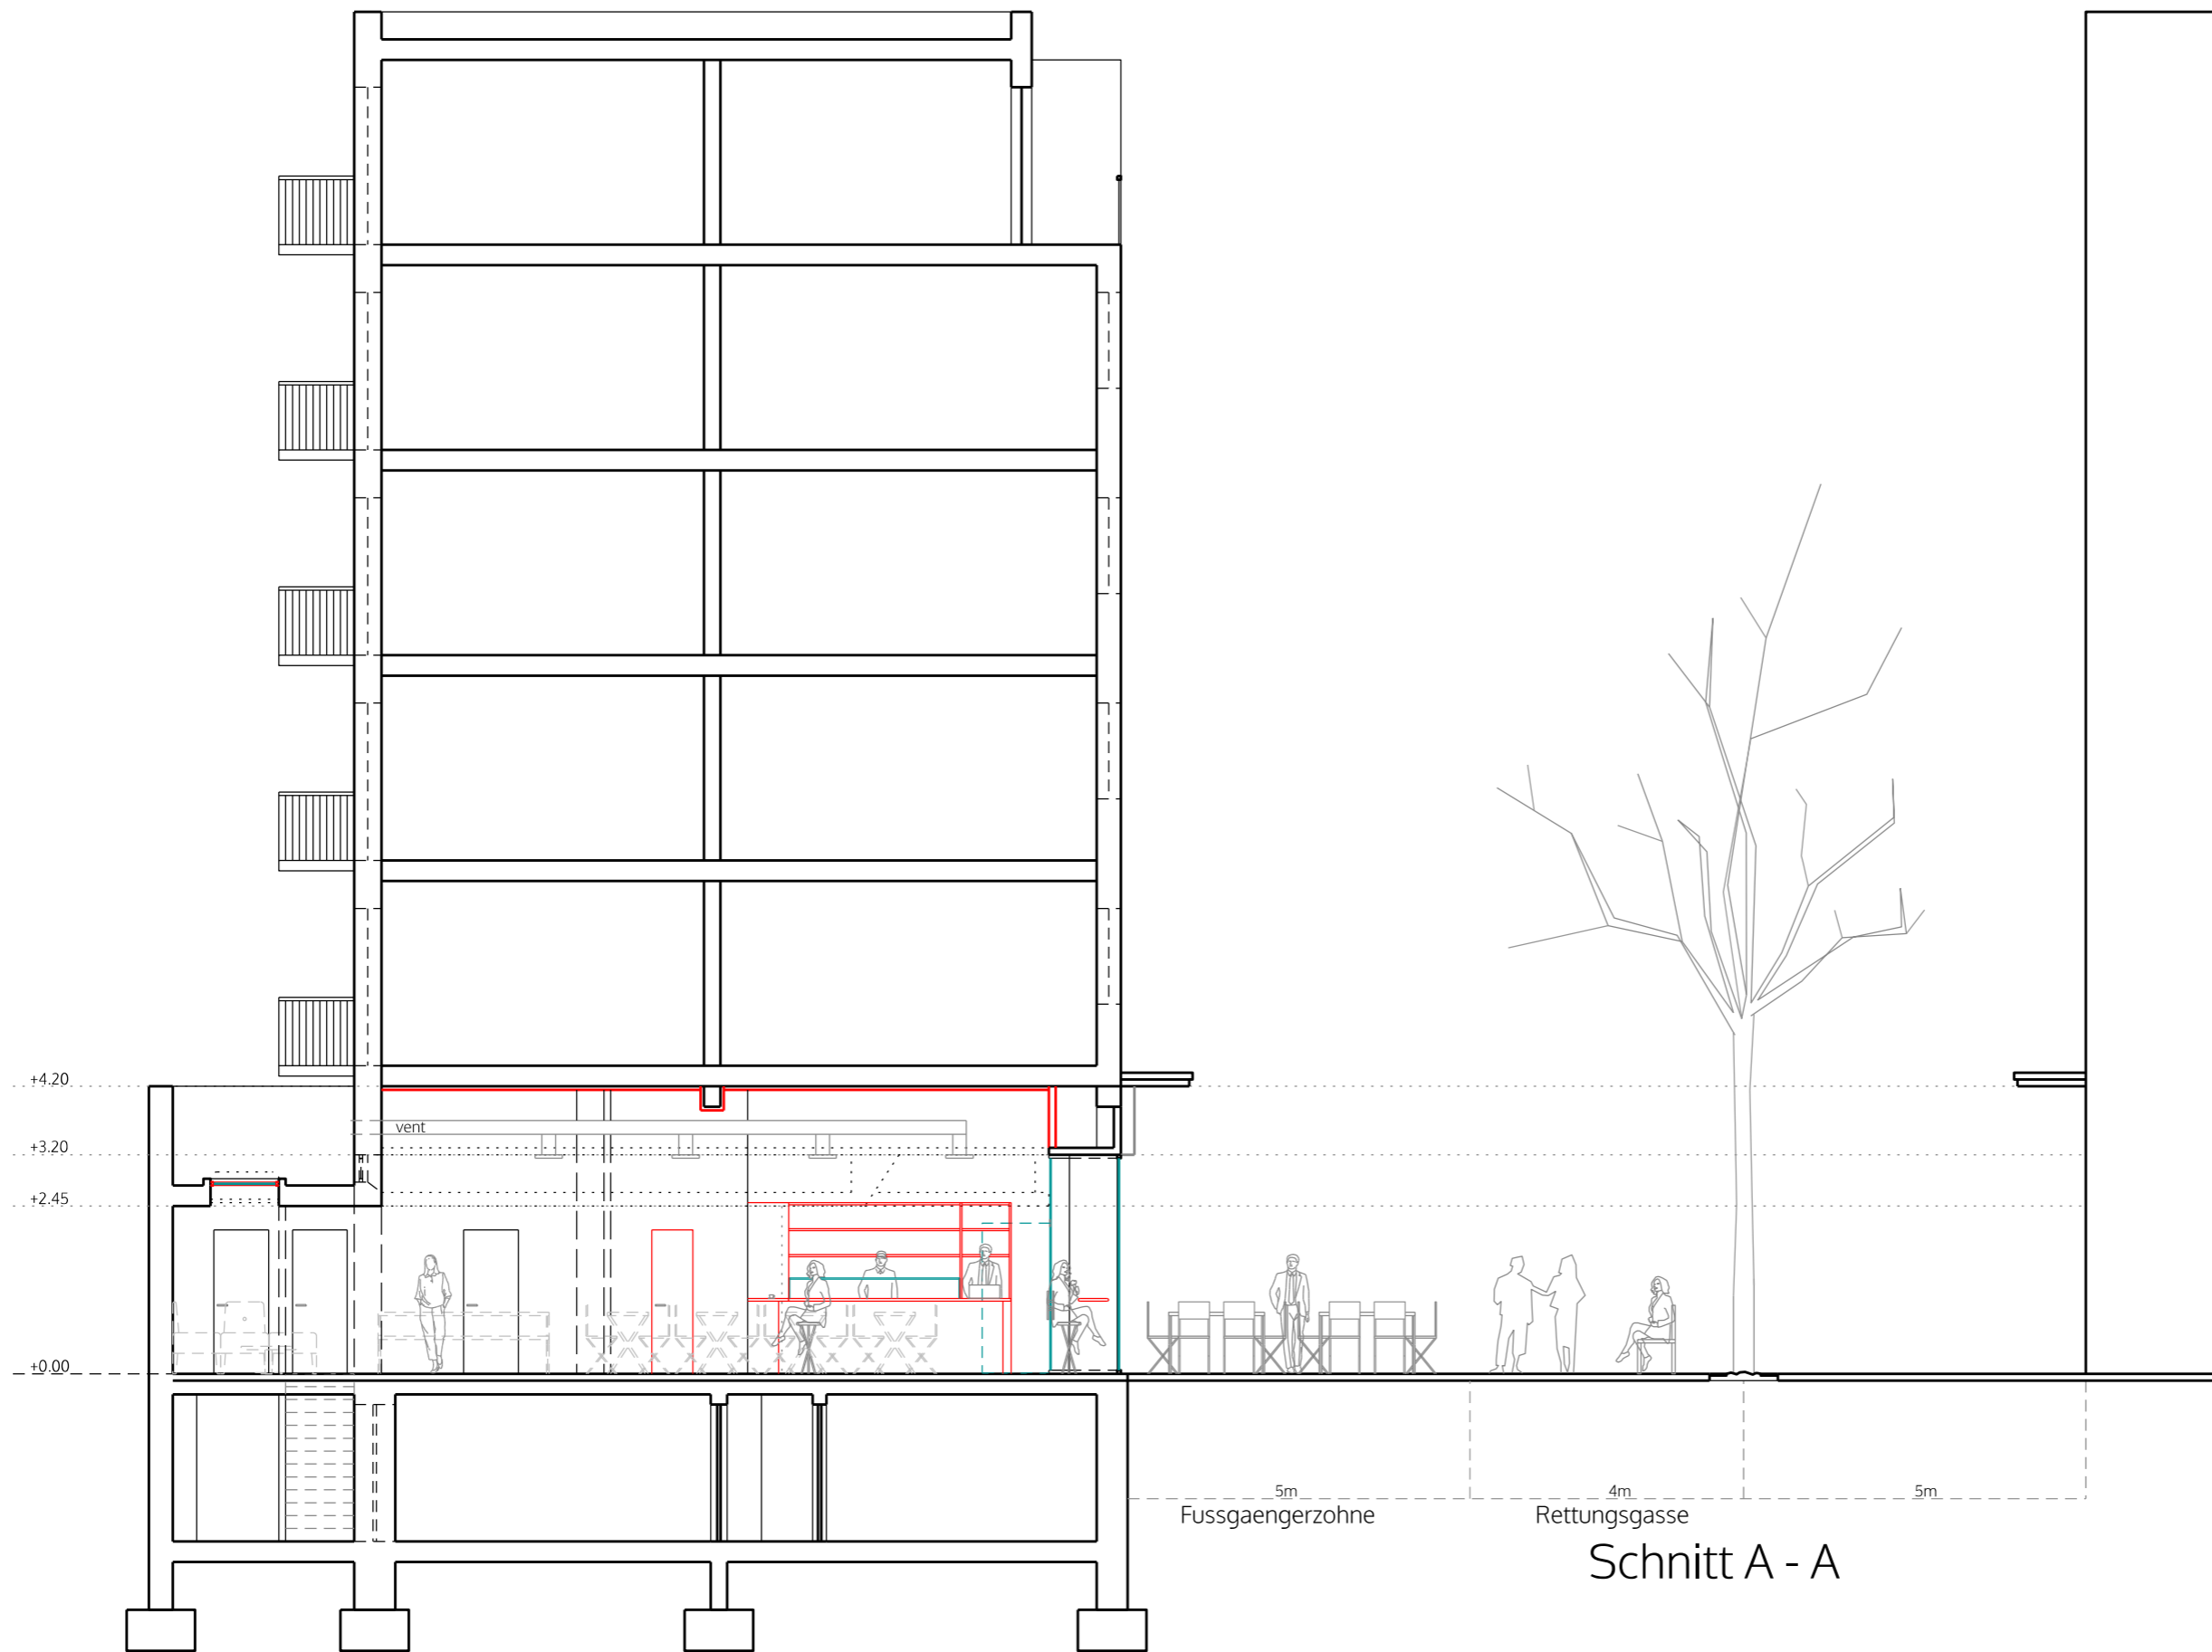 +4.20
vent
+3.20
+2.45
+0.00
5m
4m
5m
Fussgaengerzohne
Rettungsgasse
Schnitt A - A